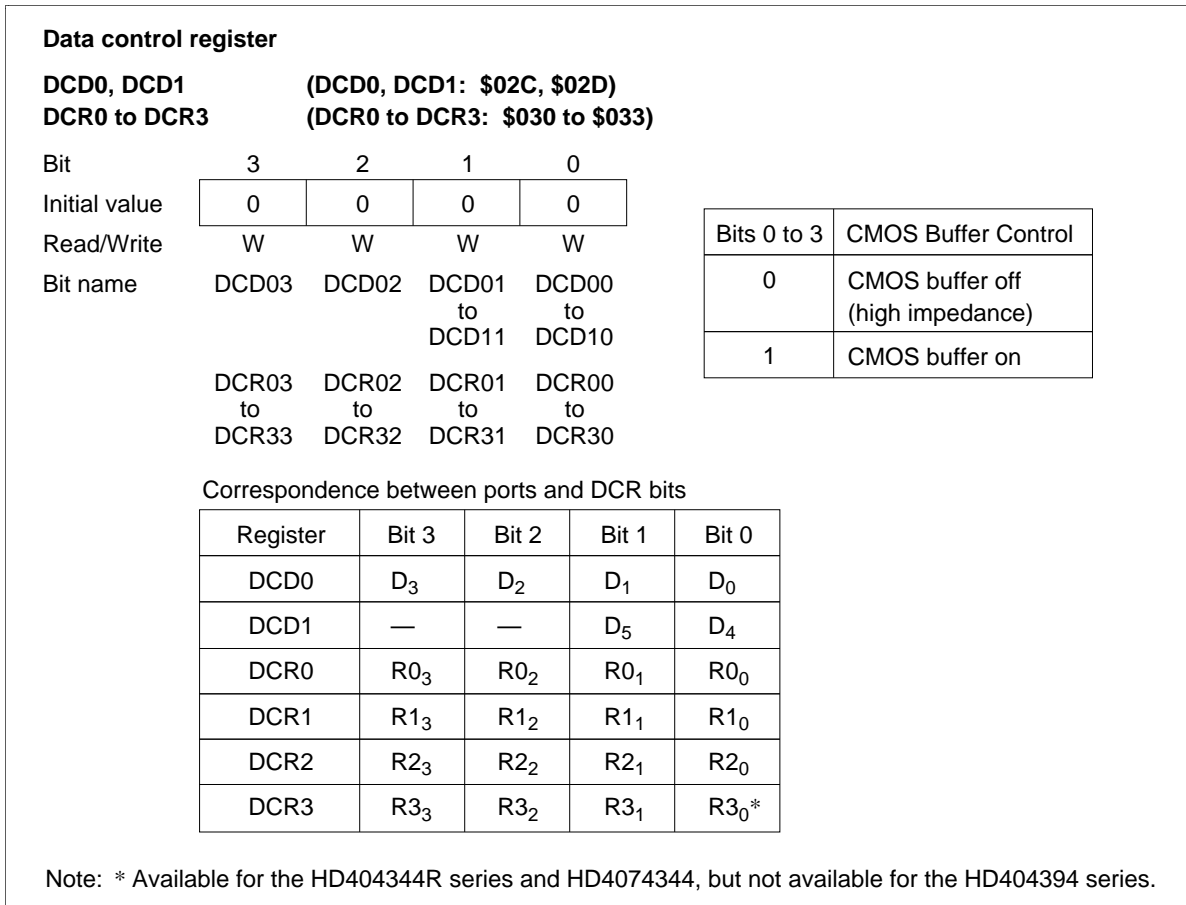 Data control register
DCD0, DCD1 (DCD0, DCD1: $02C, $02D)
DCR0 to DCR3 (DCR0 to DCR3: $030 to $033)
Bit 3 2 1 0
Initial value 0 0 0 0
Read/Write W W W W
Bit name DCD03 DCD02 DCD01 DCD00
to to
DCD11 DCD10
DCR03 DCR02 DCR01 DCR00
to to to to
DCR33 DCR32 DCR31 DCR30
Bits 0 to 3 CMOS Buffer Control
0 CMOS buffer off
(high impedance)
1 CMOS buffer on
Correspondence between ports and DCR bits
Register Bit 3 Bit 2 Bit 1 Bit 0
DCD0 D₃ D₂ D₁ D₀
DCD1 — — D₅ D₄
DCR0 R0₃ R0₂ R0₁ R0₀
DCR1 R1₃ R1₂ R1₁ R1₀
DCR2 R2₃ R2₂ R2₁ R2₀
DCR3 R3₃ R3₂ R3₁ R3₀*
Note: * Available for the HD404344R series and HD4074344, but not available for the HD404394 series.